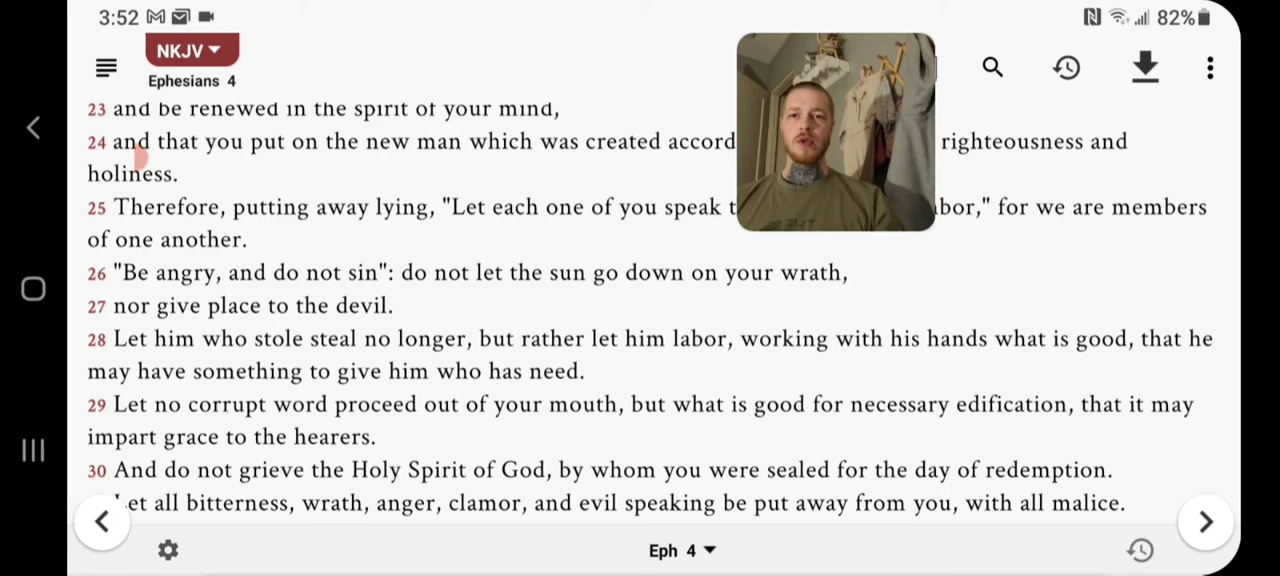 3:52 82%
NKJV
Ephesians 4
23 and be renewed in the spirit of your mind,
24 and that you put on the new man which was created accord righteousness and
holiness.
25 Therefore, putting away lying, "Let each one of you speak t bor," for we are members
of one another.
26 "Be angry, and do not sin": do not let the sun go down on your wrath,
27 nor give place to the devil.
28 Let him who stole steal no longer, but rather let him labor, working with his hands what is good, that he
may have something to give him who has need.
29 Let no corrupt word proceed out of your mouth, but what is good for necessary edification, that it may
impart grace to the hearers.
30 And do not grieve the Holy Spirit of God, by whom you were sealed for the day of redemption.
et all bitterness, wrath, anger, clamor, and evil speaking be put away from you, with all malice.
Eph 4